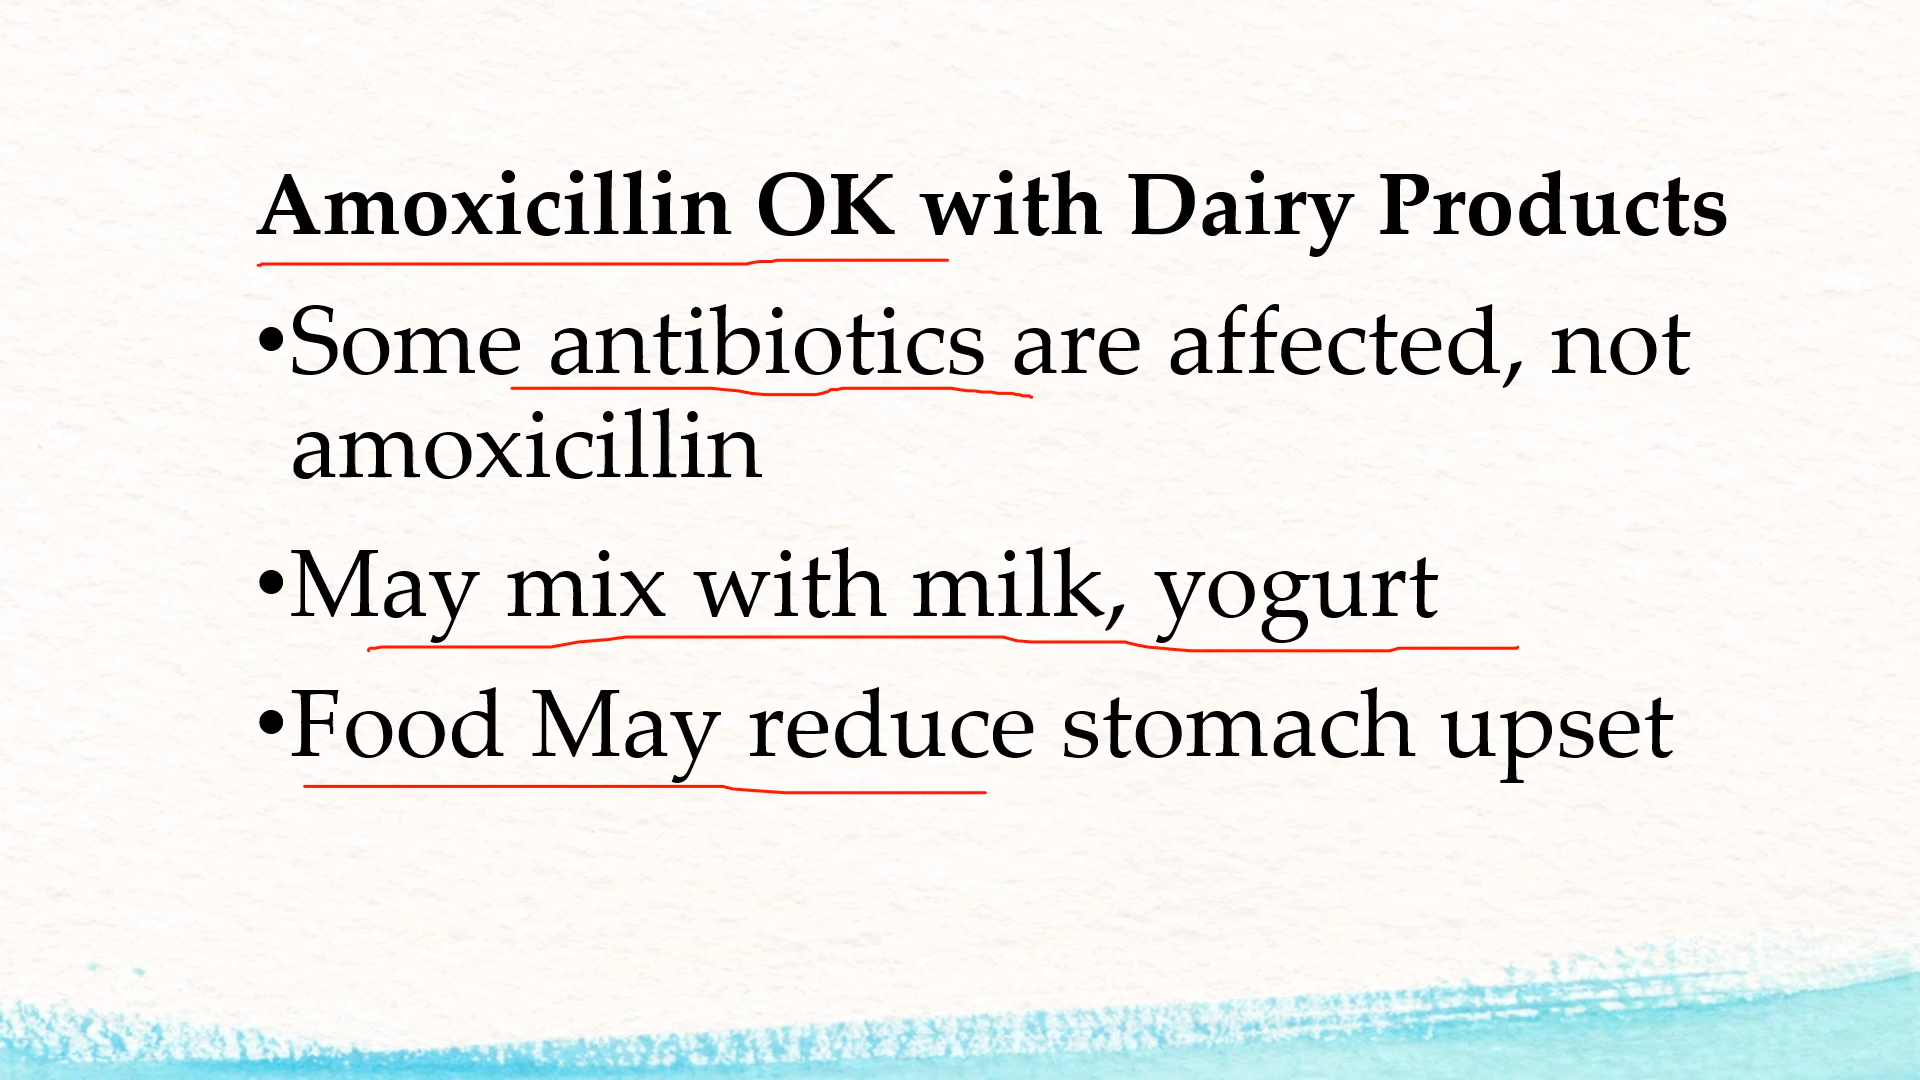 Amoxicillin OK with Dairy Products
•Some antibiotics are affected, not
amoxicillin
•May mix with milk, yogurt
•Food May reduce stomach upset